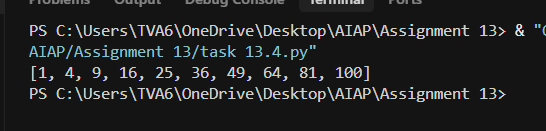 Problems Output Debug Console Terminal Ports
PS C:\Users\TVA6\OneDrive\Desktop\AIAP\Assignment 13> & "C
AIAP/Assignment 13/task 13.4.py"
[1, 4, 9, 16, 25, 36, 49, 64, 81, 100]
PS C:\Users\TVA6\OneDrive\Desktop\AIAP\Assignment 13>